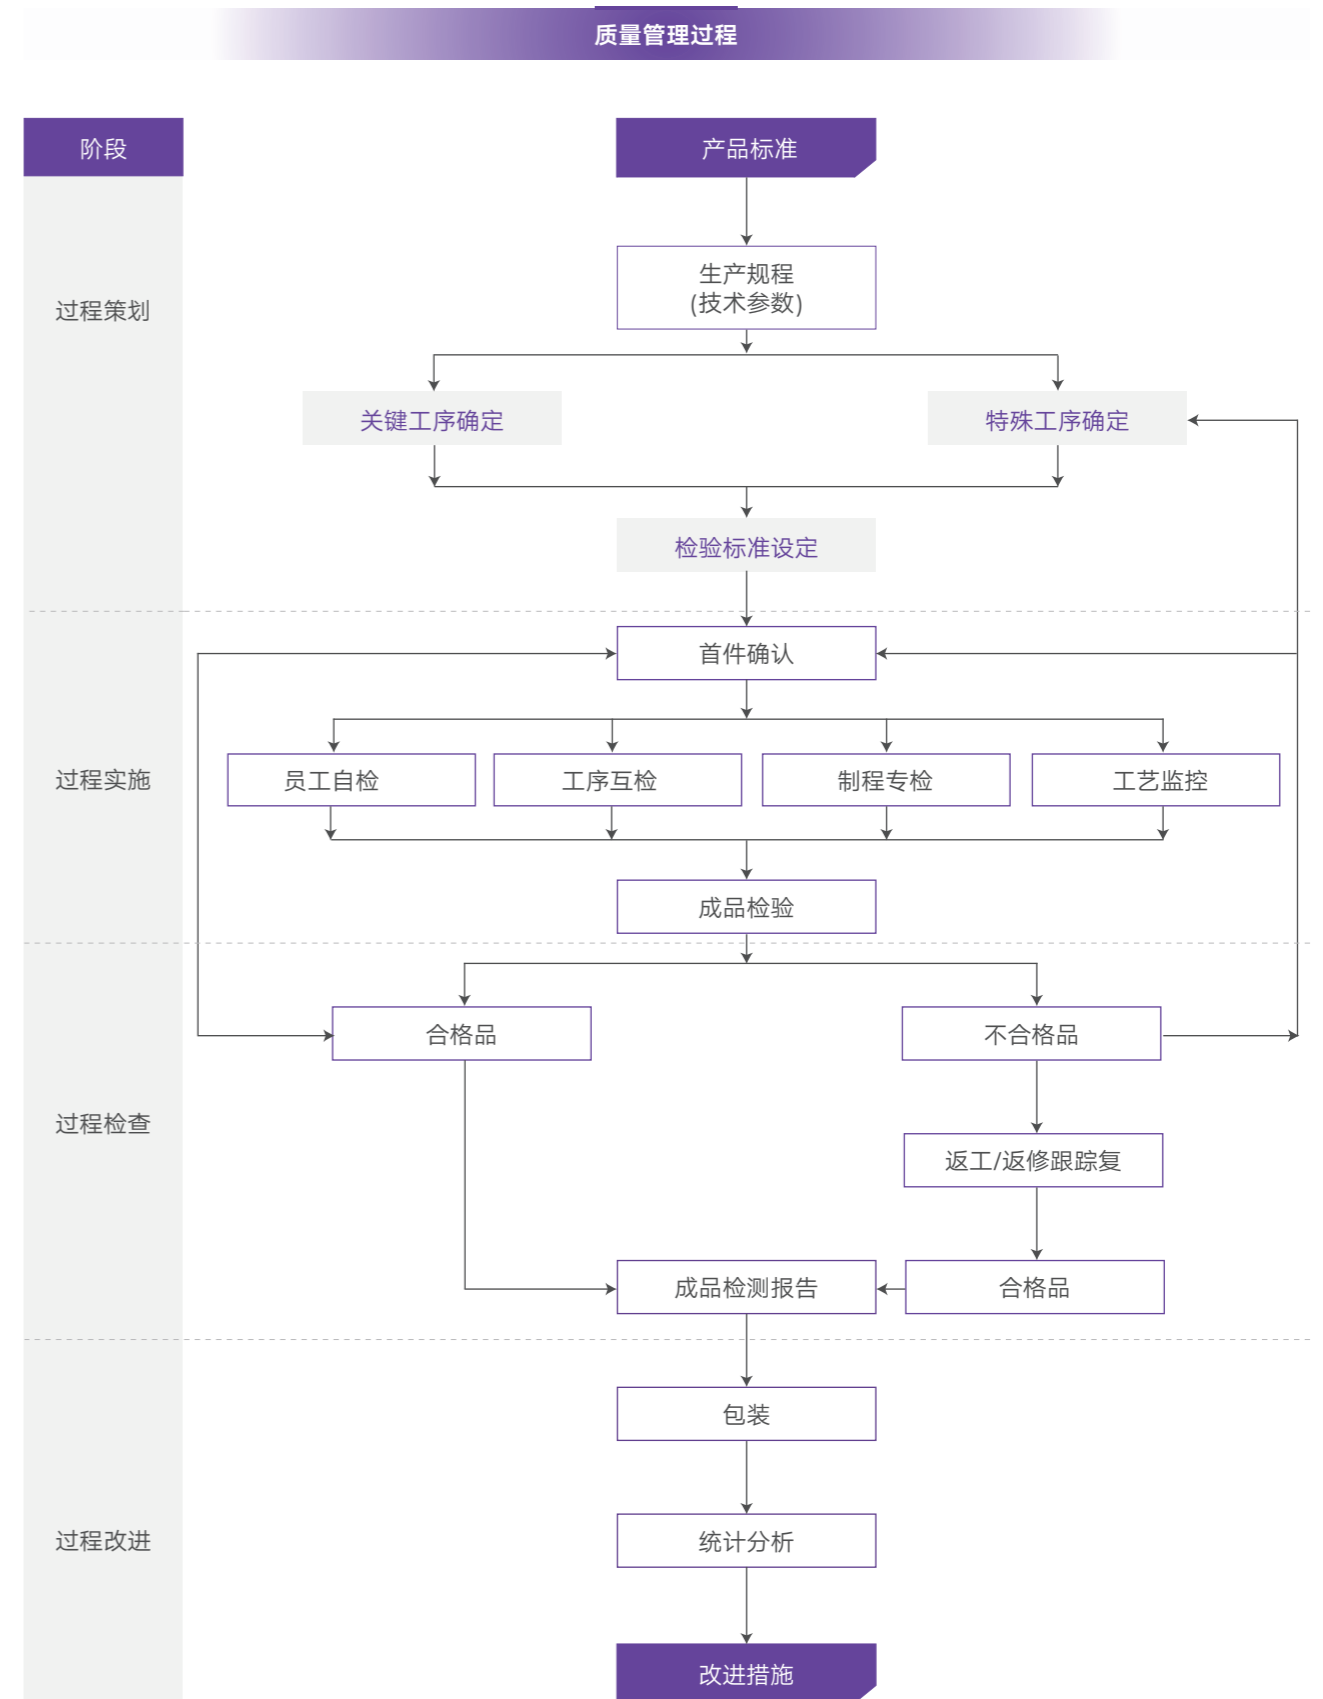 质量管理过程
阶段
产品标准
过程策划
生产规程
(技术参数)
关键工序确定
特殊工序确定
检验标准设定
过程实施
首件确认
员工自检
工序互检
制程专检
工艺监控
成品检验
过程检查
合格品
不合格品
返工/返修跟踪复
成品检测报告
合格品
过程改进
包装
统计分析
改进措施